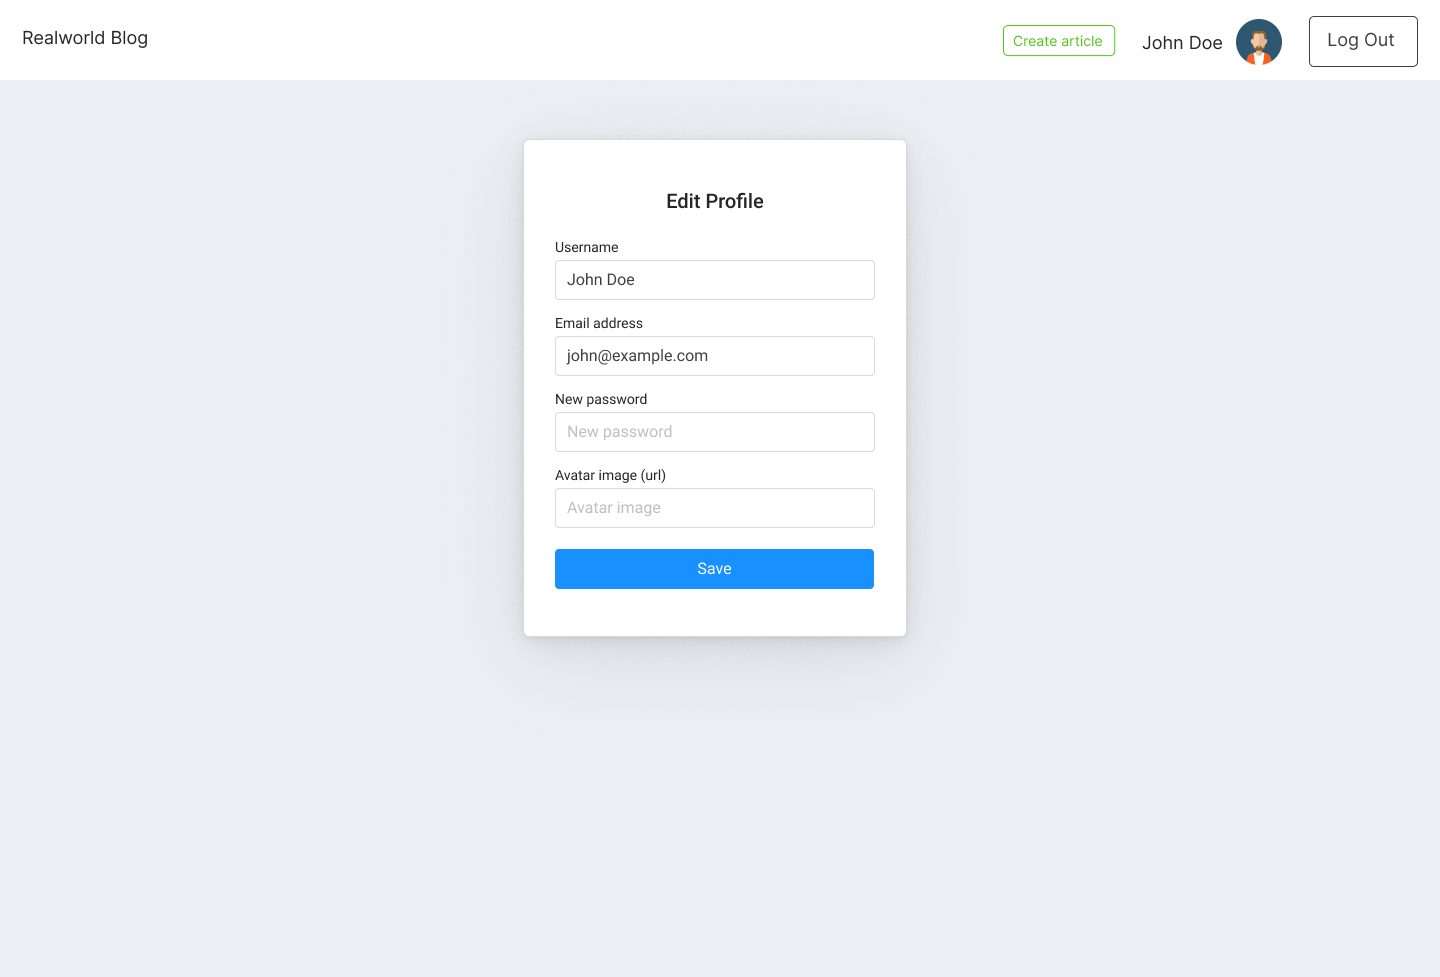 Realworld Blog
Create article
John Doe
Log Out
Edit Profile
Username
John Doe
Email address
john@example.com
New password
New password
Avatar image (url)
Avatar image
Save